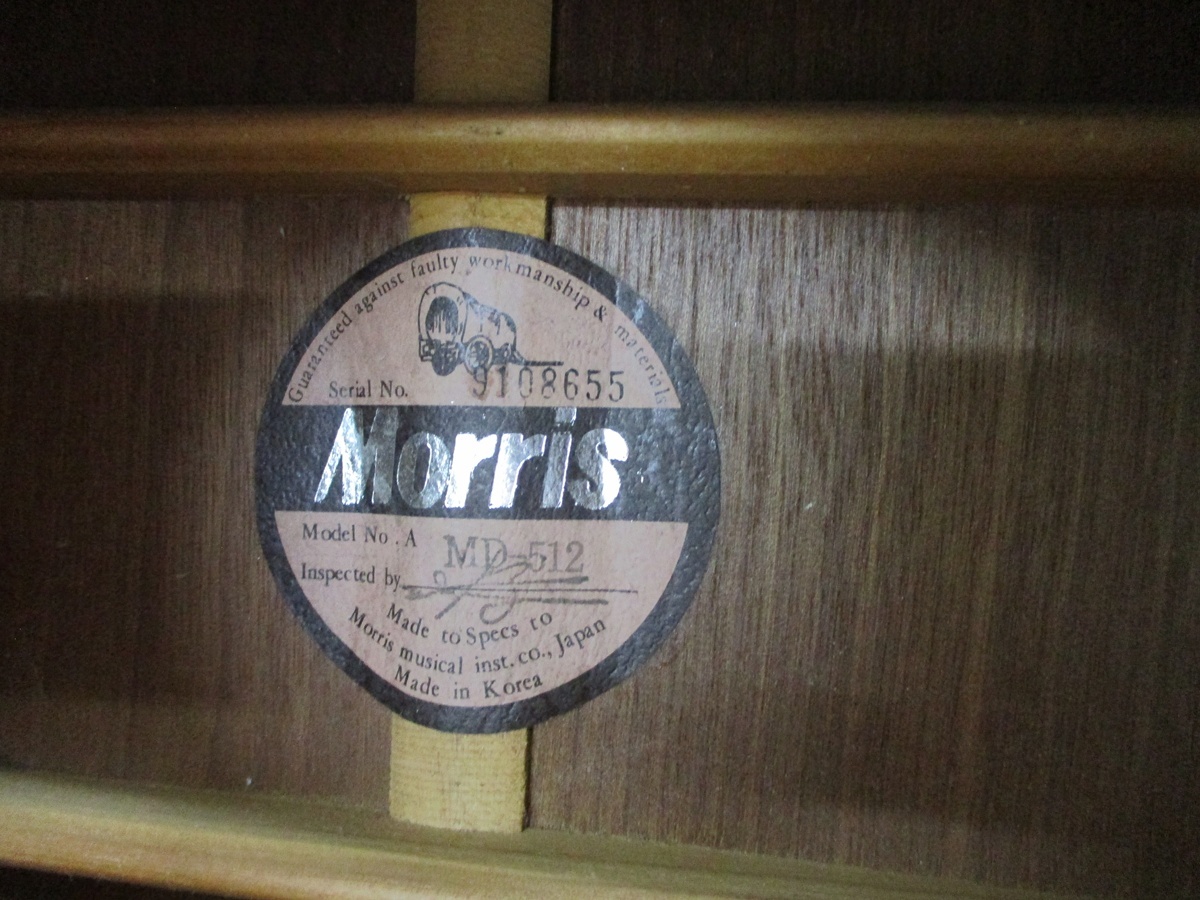 Guaranteed against faulty workmanship & materials
Serial No. 9108655
Morris
Model No. A MD-512
Inspected by
Made to Specs to
Morris musical inst. co., Japan
Made in Korea